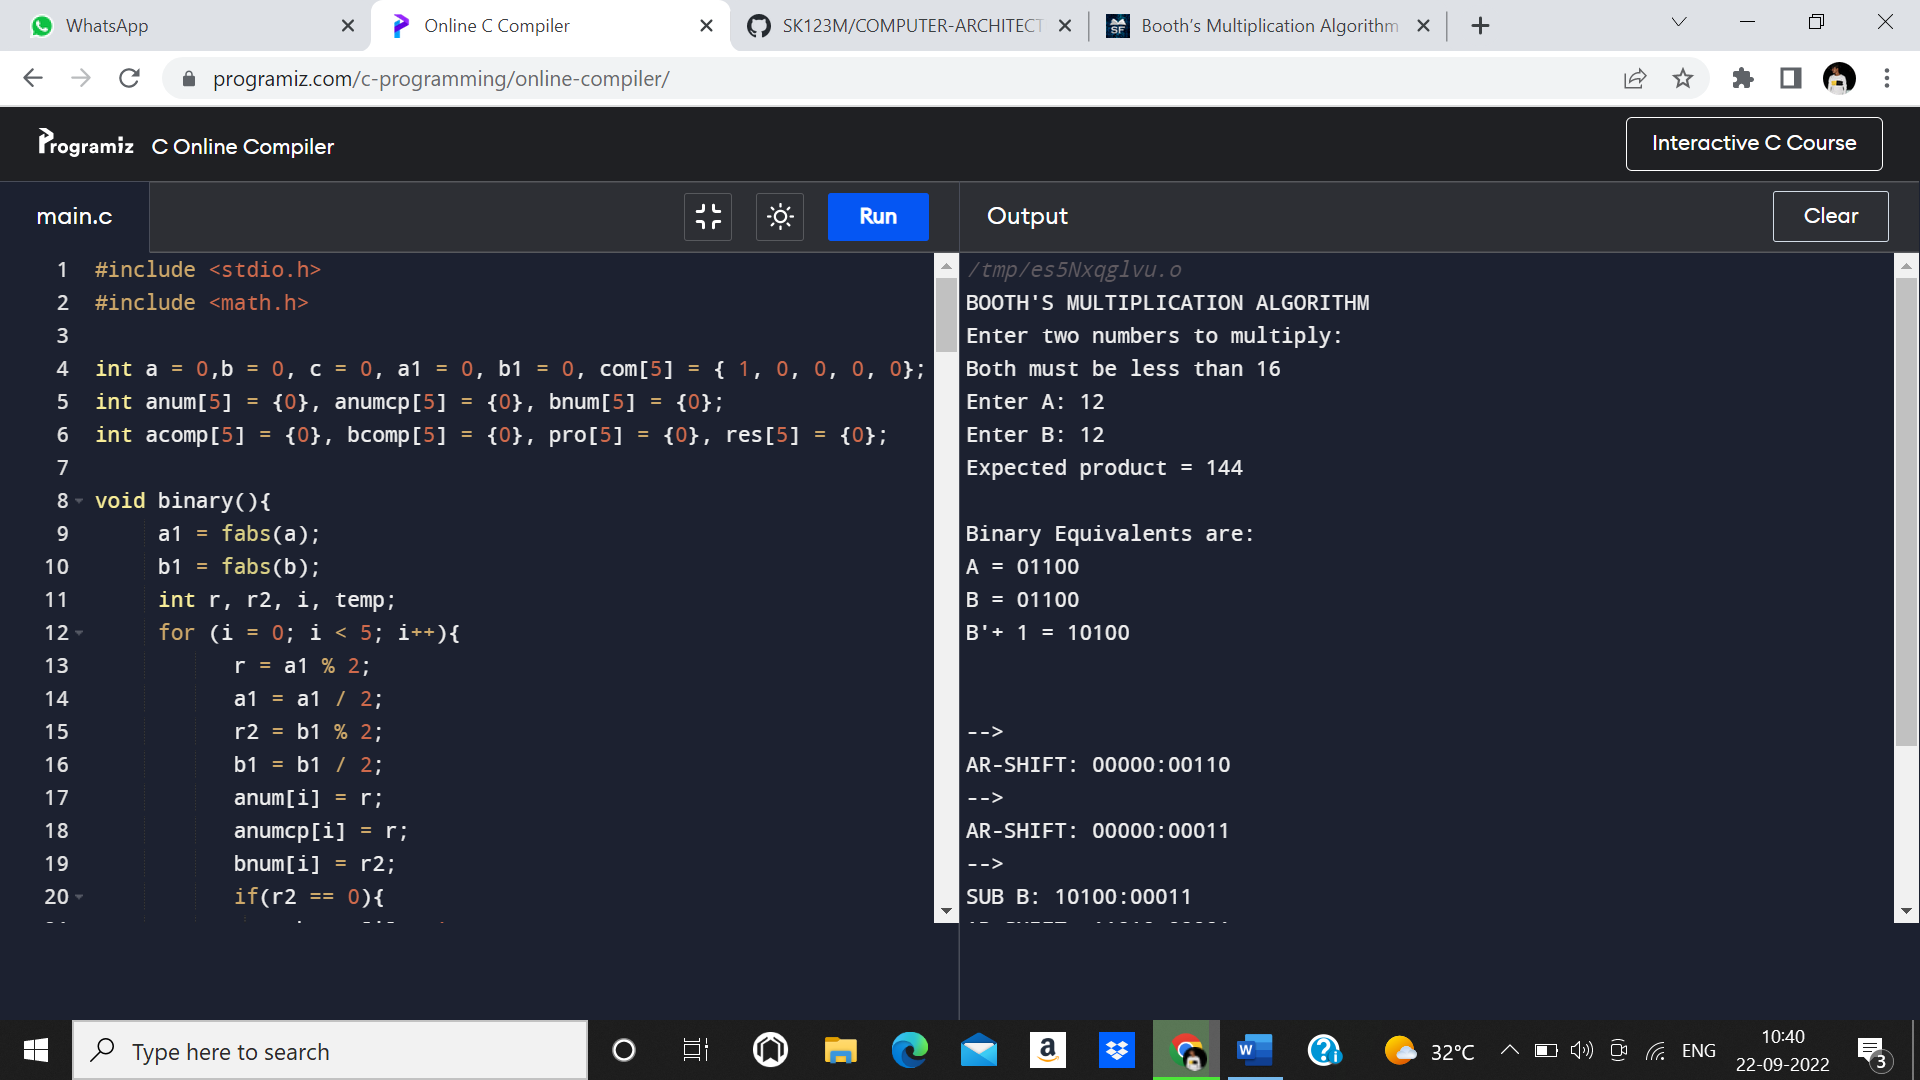 WhatsApp
Online C Compiler
SK123M/COMPUTER-ARCHITECT
Booth's Multiplication Algorithm
programiz.com/c-programming/online-compiler/
Programiz C Online Compiler
Interactive C Course
main.c
Run
Output
Clear
1 #include <stdio.h>
2 #include <math.h>
3
4 int a = 0,b = 0, c = 0, a1 = 0, b1 = 0, com[5] = { 1, 0, 0, 0, 0};
5 int anum[5] = {0}, anumcp[5] = {0}, bnum[5] = {0};
6 int acomp[5] = {0}, bcomp[5] = {0}, pro[5] = {0}, res[5] = {0};
7
8 void binary(){
9 a1 = fabs(a);
10 b1 = fabs(b);
11 int r, r2, i, temp;
12 for (i = 0; i < 5; i++){
13 r = a1 % 2;
14 a1 = a1 / 2;
15 r2 = b1 % 2;
16 b1 = b1 / 2;
17 anum[i] = r;
18 anumcp[i] = r;
19 bnum[i] = r2;
20 if(r2 == 0){
/tmp/es5Nxqglvu.o
BOOTH'S MULTIPLICATION ALGORITHM
Enter two numbers to multiply:
Both must be less than 16
Enter A: 12
Enter B: 12
Expected product = 144
Binary Equivalents are:
A = 01100
B = 01100
B'+ 1 = 10100
-->
AR-SHIFT: 00000:00110
-->
AR-SHIFT: 00000:00011
-->
SUB B: 10100:00011
Type here to search
32°C
ENG
10:40
22-09-2022
3